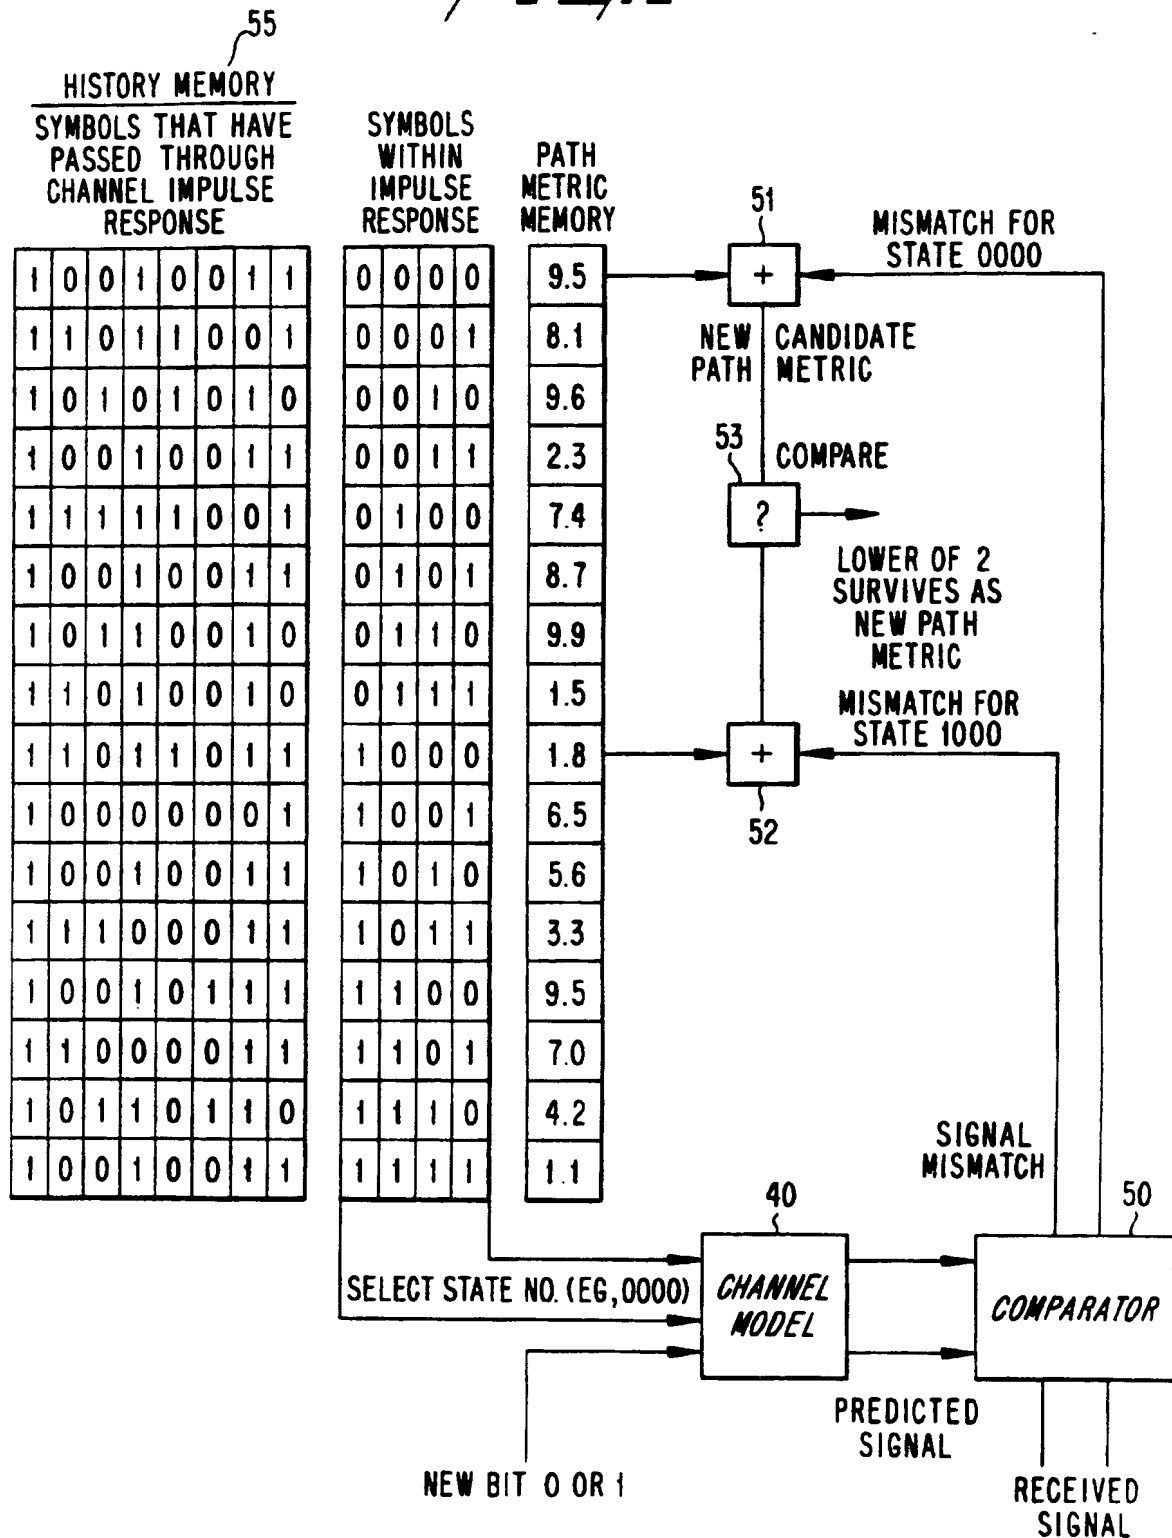 55
HISTORY MEMORY
SYMBOLS THAT HAVE
PASSED THROUGH
CHANNEL IMPULSE
RESPONSE
SYMBOLS
WITHIN
IMPULSE
RESPONSE
PATH
METRIC
MEMORY
1 0 0 1 0 0 1 1 0 0 0 0 9.5
1 1 0 1 1 0 0 1 0 0 0 1 8.1
1 0 1 0 1 0 1 0 0 0 1 0 9.6
1 0 0 1 0 0 1 1 0 0 1 1 2.3
1 1 1 1 1 0 0 1 0 1 0 0 7.4
1 0 0 1 0 0 1 1 0 1 0 1 8.7
1 0 1 1 0 0 1 0 0 1 1 0 9.9
1 1 0 1 0 0 1 0 0 1 1 1 1.5
1 1 0 1 1 0 1 1 1 0 0 0 1.8
1 0 0 0 0 0 0 1 1 0 0 1 6.5
1 0 0 1 0 0 1 1 1 0 1 0 5.6
1 1 1 0 0 0 1 1 1 0 1 1 3.3
1 0 0 1 0 1 1 1 1 1 0 0 9.5
1 1 0 0 0 0 1 1 1 1 0 1 7.0
1 0 1 1 0 1 1 0 1 1 1 0 4.2
1 0 0 1 0 0 1 1 1 1 1 1 1.1
51
+
MISMATCH FOR
STATE 0000
NEW CANDIDATE
PATH METRIC
53
COMPARE
?
LOWER OF 2
SURVIVES AS
NEW PATH
METRIC
MISMATCH FOR
STATE 1000
+
52
SIGNAL
MISMATCH
40
50
SELECT STATE NO. (EG,0000)
CHANNEL
MODEL
COMPARATOR
PREDICTED
SIGNAL
NEW BIT 0 OR 1
RECEIVED
SIGNAL